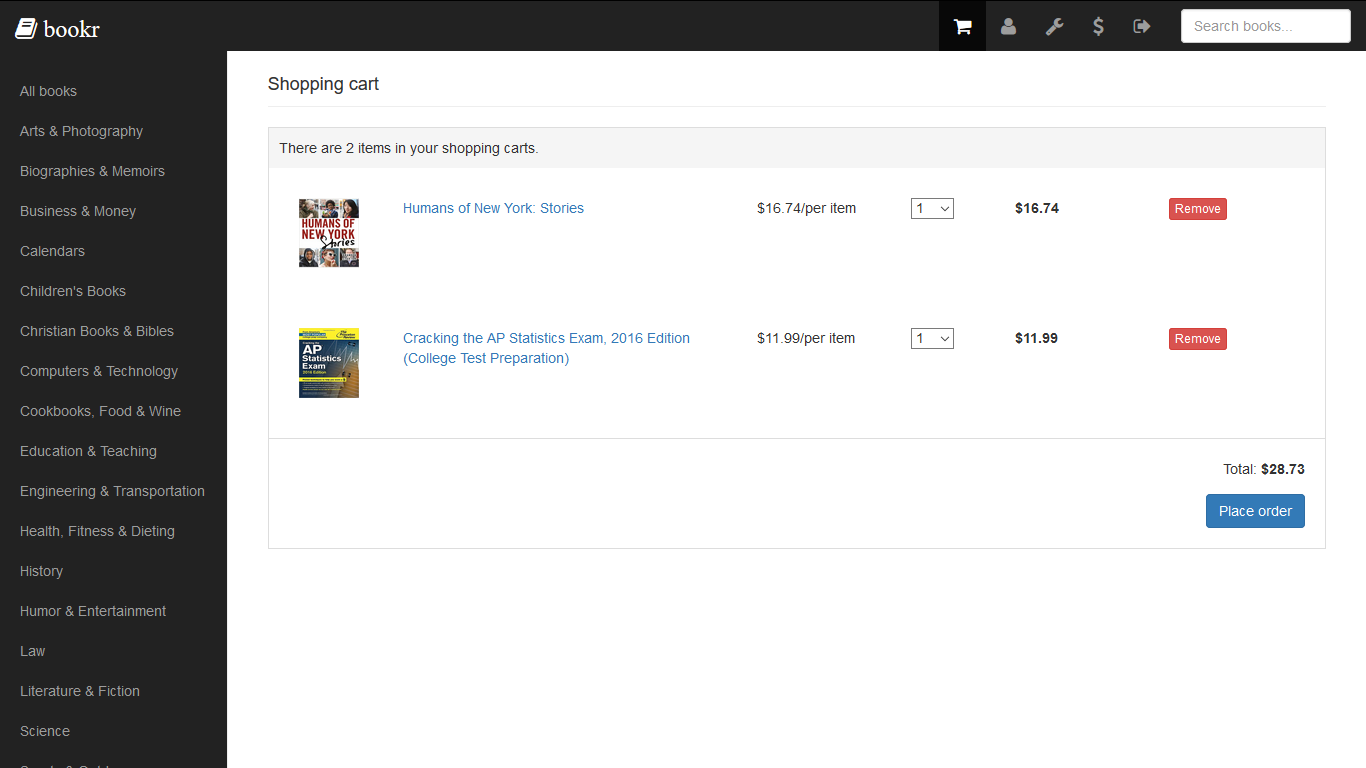 bookr
Search books...
All books
Arts & Photography
Biographies & Memoirs
Business & Money
Calendars
Children's Books
Christian Books & Bibles
Computers & Technology
Cookbooks, Food & Wine
Education & Teaching
Engineering & Transportation
Health, Fitness & Dieting
History
Humor & Entertainment
Law
Literature & Fiction
Science
Shopping cart
There are 2 items in your shopping carts.
HUMANS OF
NEW YORK
Stories
Humans of New York: Stories
$16.74/per item
1
$16.74
Remove
AP
Statistics
Exam
2016 Edition
Cracking the AP Statistics Exam, 2016 Edition
(College Test Preparation)
$11.99/per item
1
$11.99
Remove
Total: $28.73
Place order